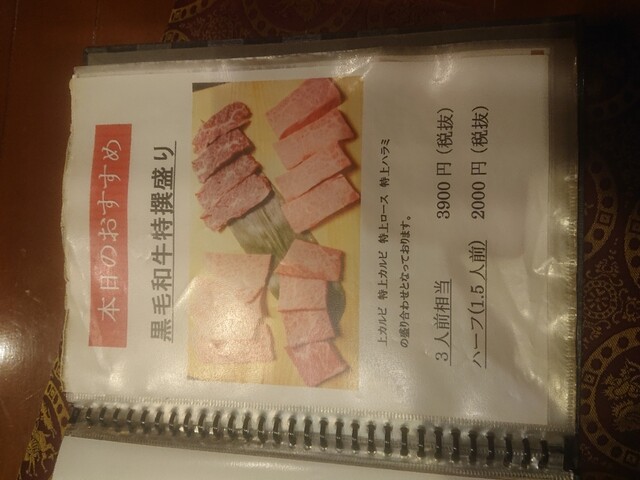 本日のおすすめ
黒毛和牛特撰盛り
上カルビ 特上カルビ 特上ロース 特上ハラミ
の盛り合わせとなっております。
3人前相当 3900円(税抜)
ハーフ(1.5人前) 2000円(税抜)